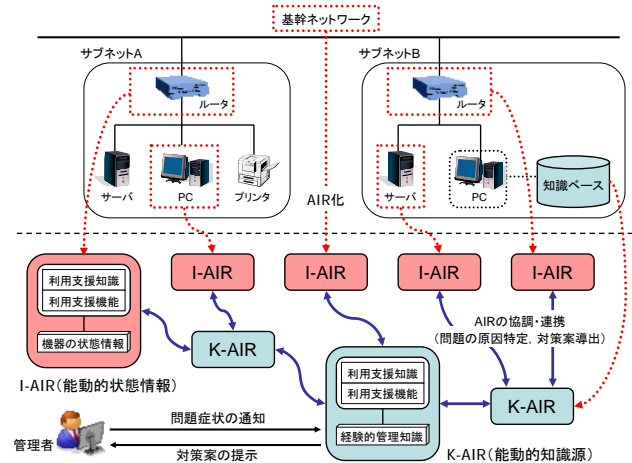 基幹ネットワーク
サブネットA
サブネットB
ルータ
ルータ
サーバ
PC
プリンタ
AIR化
サーバ
PC
知識ベース
利用支援知識
利用支援機能
機器の状態情報
I-AIR
I-AIR
I-AIR
I-AIR
AIRの協調・連携
(問題の原因特定, 対策案導出)
K-AIR
利用支援知識
利用支援機能
経験的管理知識
K-AIR
I-AIR(能動的状態情報)
管理者
問題症状の通知
対策案の提示
K-AIR(能動的知識源)